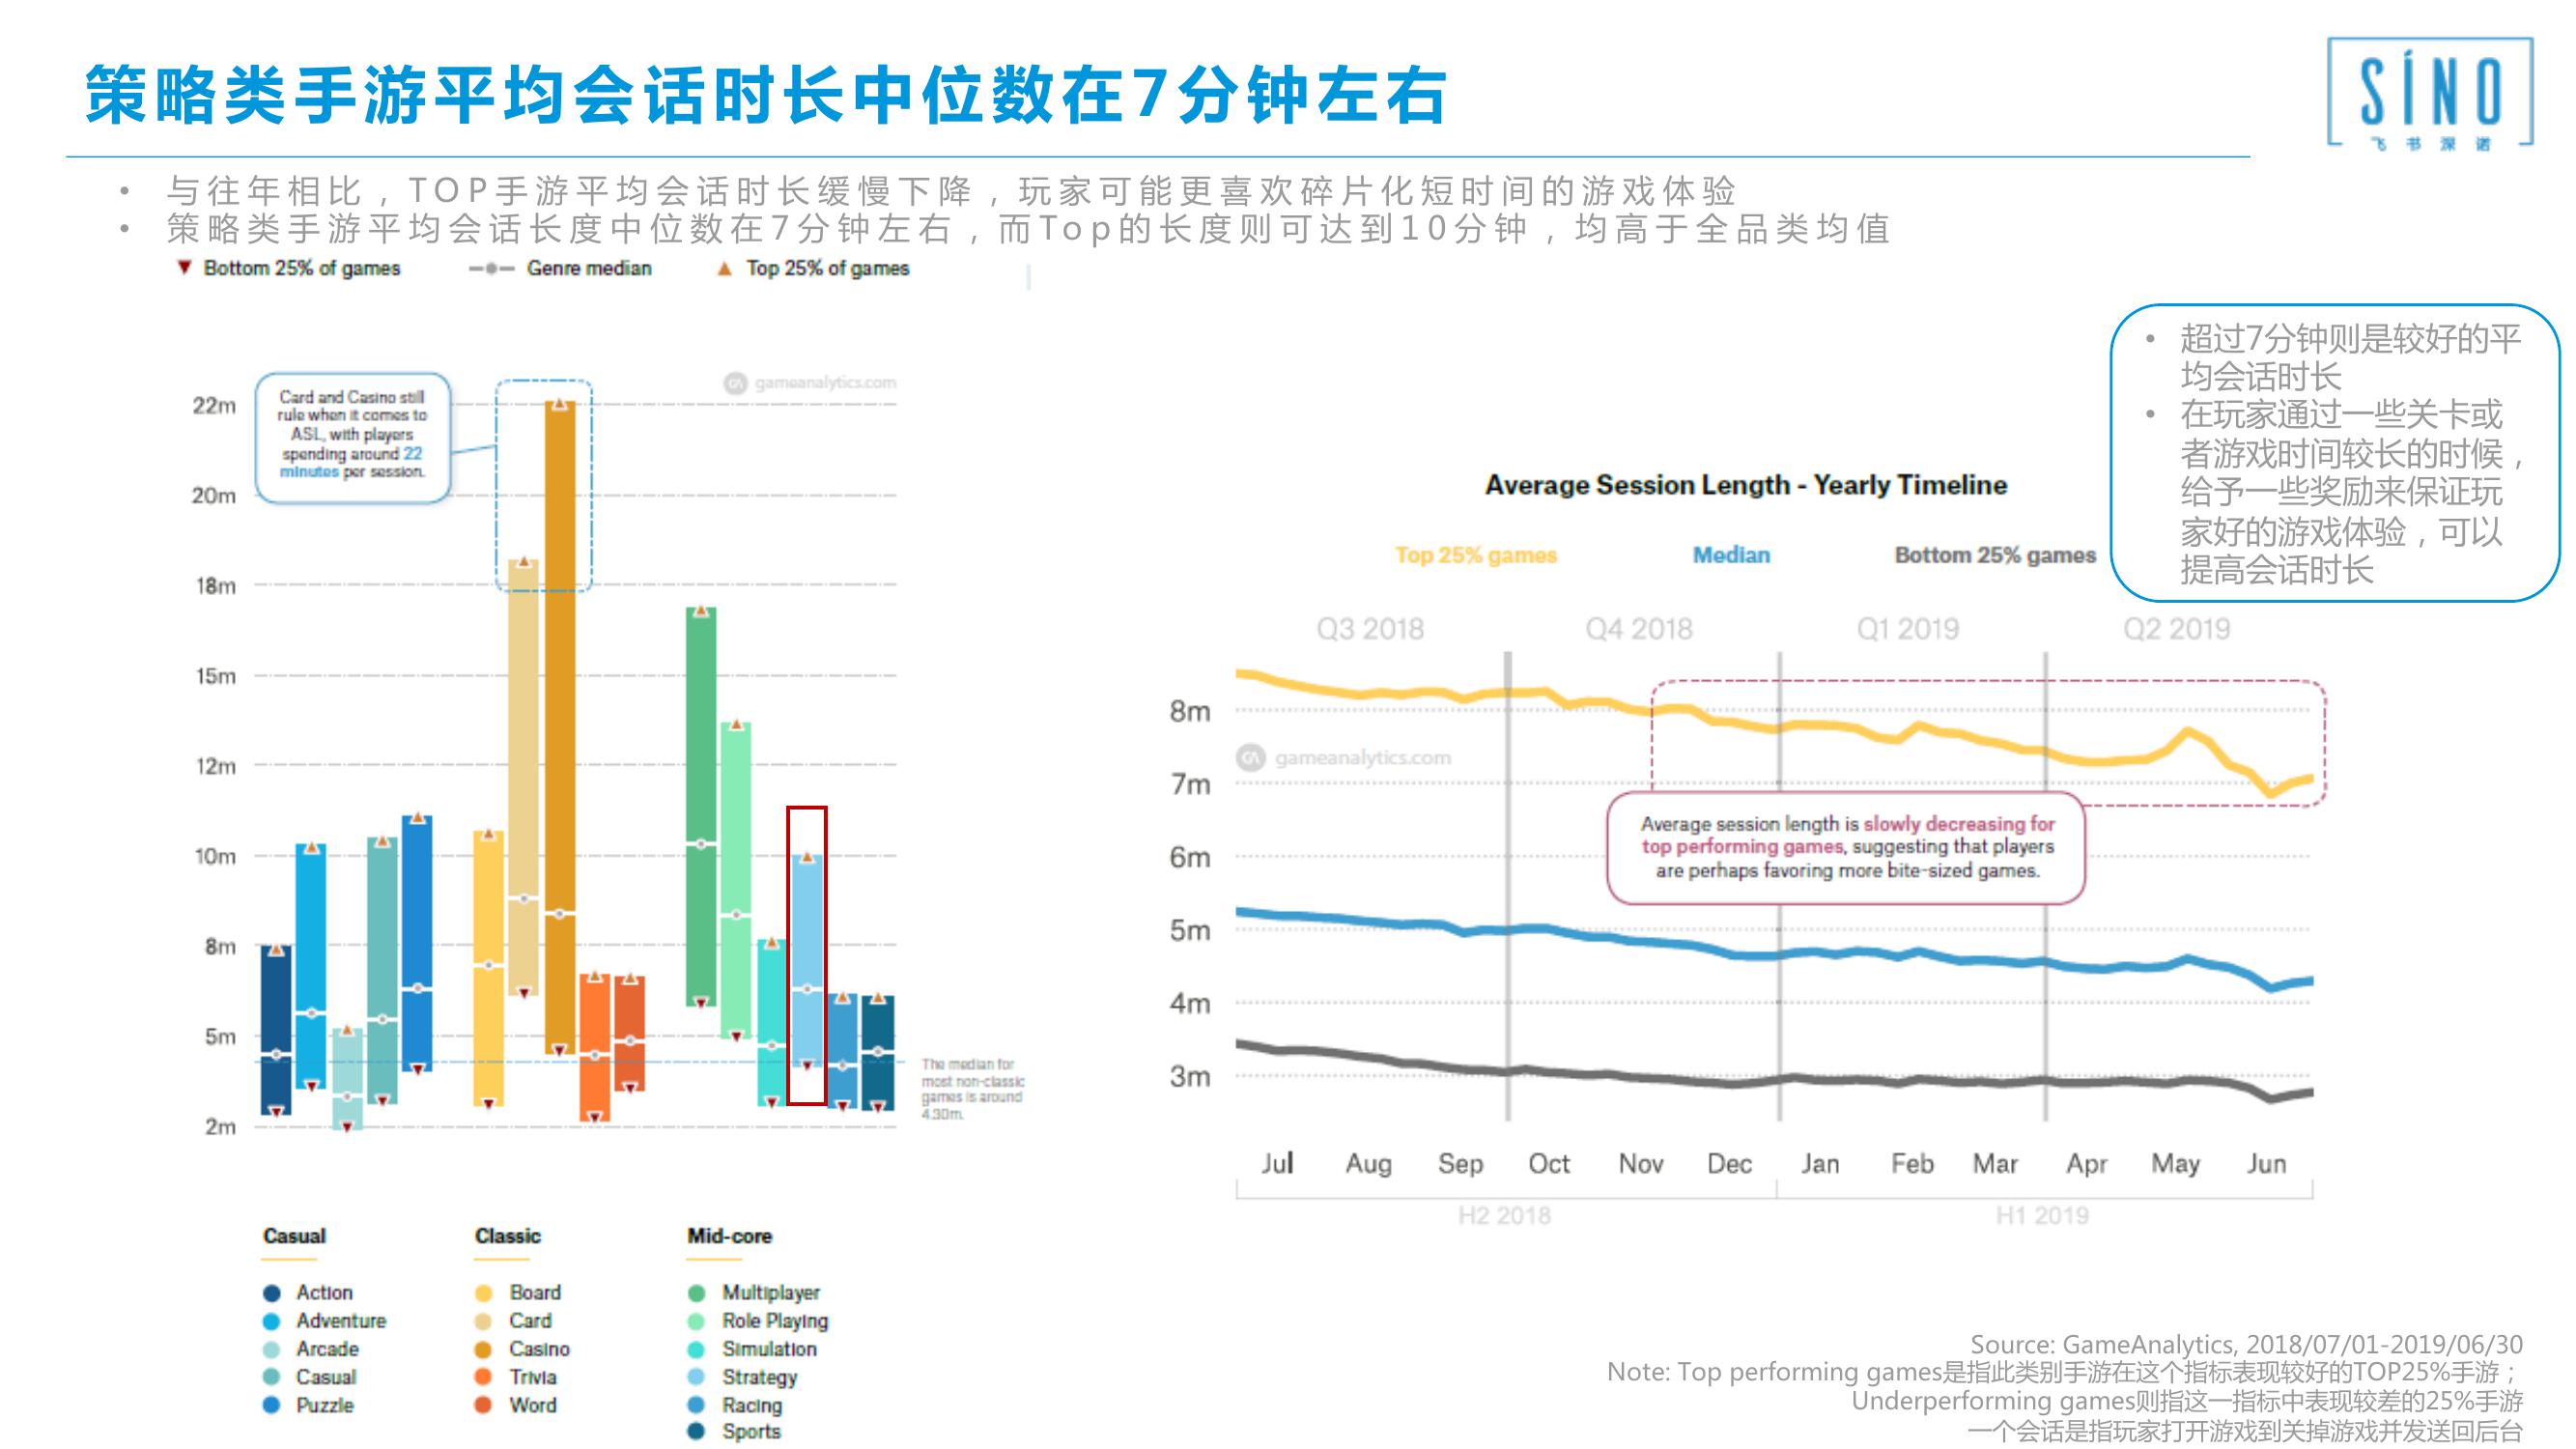 策略类手游平均会话时长中位数在7分钟左右
SINO
飞书深诺
• 与往年相比，TOP手游平均会话时长缓慢下降，玩家可能更喜欢碎片化短时间的游戏体验
• 策略类手游平均会话长度中位数在7分钟左右，而Top的长度则可达到10分钟，均高于全品类均值
Bottom 25% of games
Genre median
Top 25% of games
GA gameanalytics.com
Card and Casino still
rule when it comes to
ASL, with players
spending around 22
minutes per session.
22m
20m
18m
15m
12m
10m
8m
5m
2m
The median for
most non-classic
games is around
4.30m.
Casual
Action
Adventure
Arcade
Casual
Puzzle
Classic
Board
Card
Casino
Trivia
Word
Mid-core
Multiplayer
Role Playing
Simulation
Strategy
Racing
Sports
Average Session Length - Yearly Timeline
Top 25% games
Median
Bottom 25% games
Q3 2018
Q4 2018
Q1 2019
Q2 2019
8m
7m
6m
5m
4m
3m
GA gameanalytics.com
Average session length is slowly decreasing for
top performing games, suggesting that players
are perhaps favoring more bite-sized games.
Jul Aug Sep Oct Nov Dec Jan Feb Mar Apr May Jun
H2 2018
H1 2019
• 超过7分钟则是较好的平
均会话时长
• 在玩家通过一些关卡或
者游戏时间较长的时候，
给予一些奖励来保证玩
家好的游戏体验，可以
提高会话时长
Source: GameAnalytics, 2018/07/01-2019/06/30
Note: Top performing games是指此类别手游在这个指标表现较好的TOP25%手游；
Underperforming games则指这一指标中表现较差的25%手游
一个会话是指玩家打开游戏到关掉游戏并发送回后台